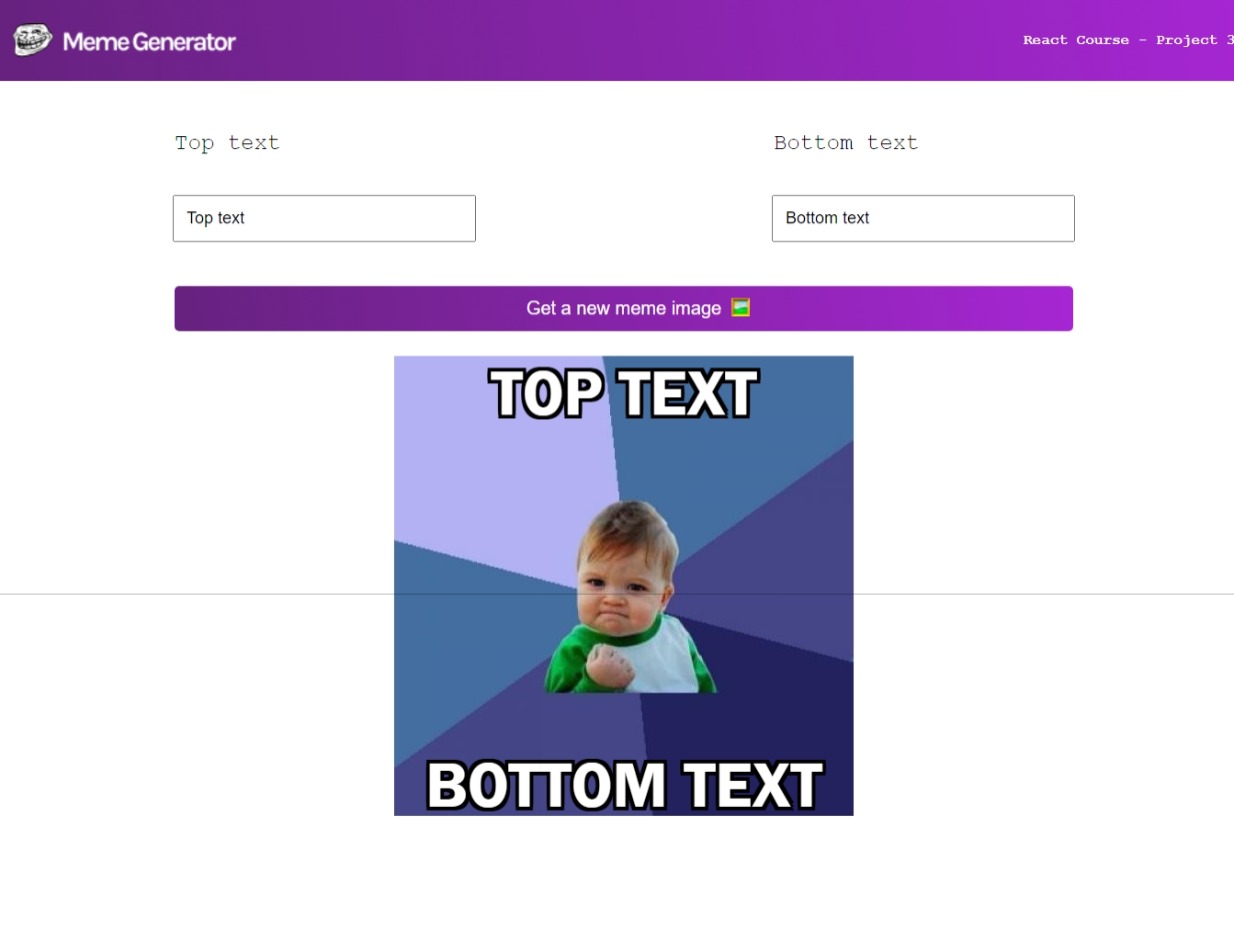 Meme Generator
React Course - Project 3
Top text
Bottom text
Top text
Bottom text
Get a new meme image
TOP TEXT
BOTTOM TEXT